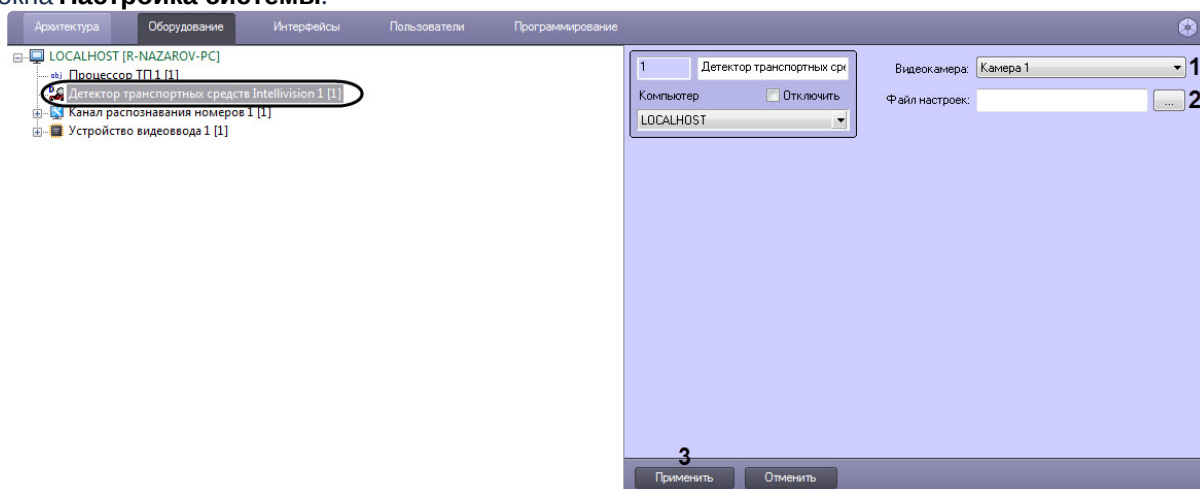 окна Настройка системы.
Архитектура Оборудование Интерфейсы Пользователи Программирование
LOCALHOST [R-NAZAROV-PC]
obj Процессор ТП 1 [1]
Детектор транспортных средств Intellivision 1 [1]
Канал распознавания номеров 1 [1]
Устройство видеоввода 1 [1]
1 Детектор транспортных сре
Компьютер Отключить
LOCALHOST
Видеокамера: Камера 1 1
Файл настроек: ... 2
3
Применить Отменить